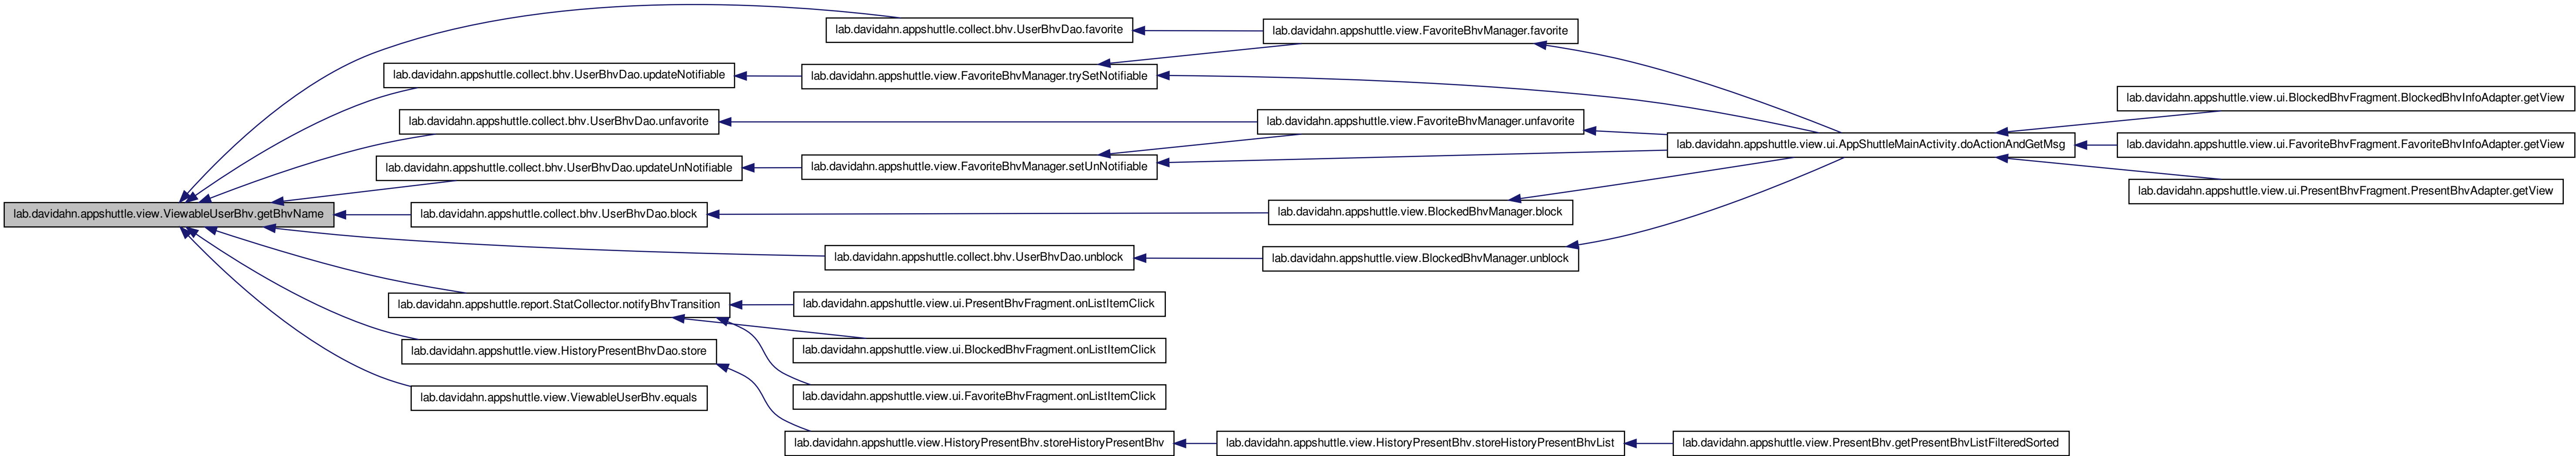 lab.davidahn.appshuttle.view.ViewableUserBhv.getBhvName
lab.davidahn.appshuttle.collect.bhv.UserBhvDao.favorite
lab.davidahn.appshuttle.view.FavoriteBhvManager.favorite
lab.davidahn.appshuttle.collect.bhv.UserBhvDao.updateNotifiable
lab.davidahn.appshuttle.view.FavoriteBhvManager.trySetNotifiable
lab.davidahn.appshuttle.collect.bhv.UserBhvDao.unfavorite
lab.davidahn.appshuttle.view.FavoriteBhvManager.unfavorite
lab.davidahn.appshuttle.collect.bhv.UserBhvDao.updateUnNotifiable
lab.davidahn.appshuttle.view.FavoriteBhvManager.setUnNotifiable
lab.davidahn.appshuttle.collect.bhv.UserBhvDao.block
lab.davidahn.appshuttle.view.BlockedBhvManager.block
lab.davidahn.appshuttle.collect.bhv.UserBhvDao.unblock
lab.davidahn.appshuttle.view.BlockedBhvManager.unblock
lab.davidahn.appshuttle.view.ui.AppShuttleMainActivity.doActionAndGetMsg
lab.davidahn.appshuttle.view.ui.BlockedBhvFragment.BlockedBhvInfoAdapter.getView
lab.davidahn.appshuttle.view.ui.FavoriteBhvFragment.FavoriteBhvInfoAdapter.getView
lab.davidahn.appshuttle.view.ui.PresentBhvFragment.PresentBhvAdapter.getView
lab.davidahn.appshuttle.report.StatCollector.notifyBhvTransition
lab.davidahn.appshuttle.view.ui.PresentBhvFragment.onListItemClick
lab.davidahn.appshuttle.view.ui.BlockedBhvFragment.onListItemClick
lab.davidahn.appshuttle.view.ui.FavoriteBhvFragment.onListItemClick
lab.davidahn.appshuttle.view.HistoryPresentBhvDao.store
lab.davidahn.appshuttle.view.ViewableUserBhv.equals
lab.davidahn.appshuttle.view.HistoryPresentBhv.storeHistoryPresentBhv
lab.davidahn.appshuttle.view.HistoryPresentBhv.storeHistoryPresentBhvList
lab.davidahn.appshuttle.view.PresentBhv.getPresentBhvListFilteredSorted